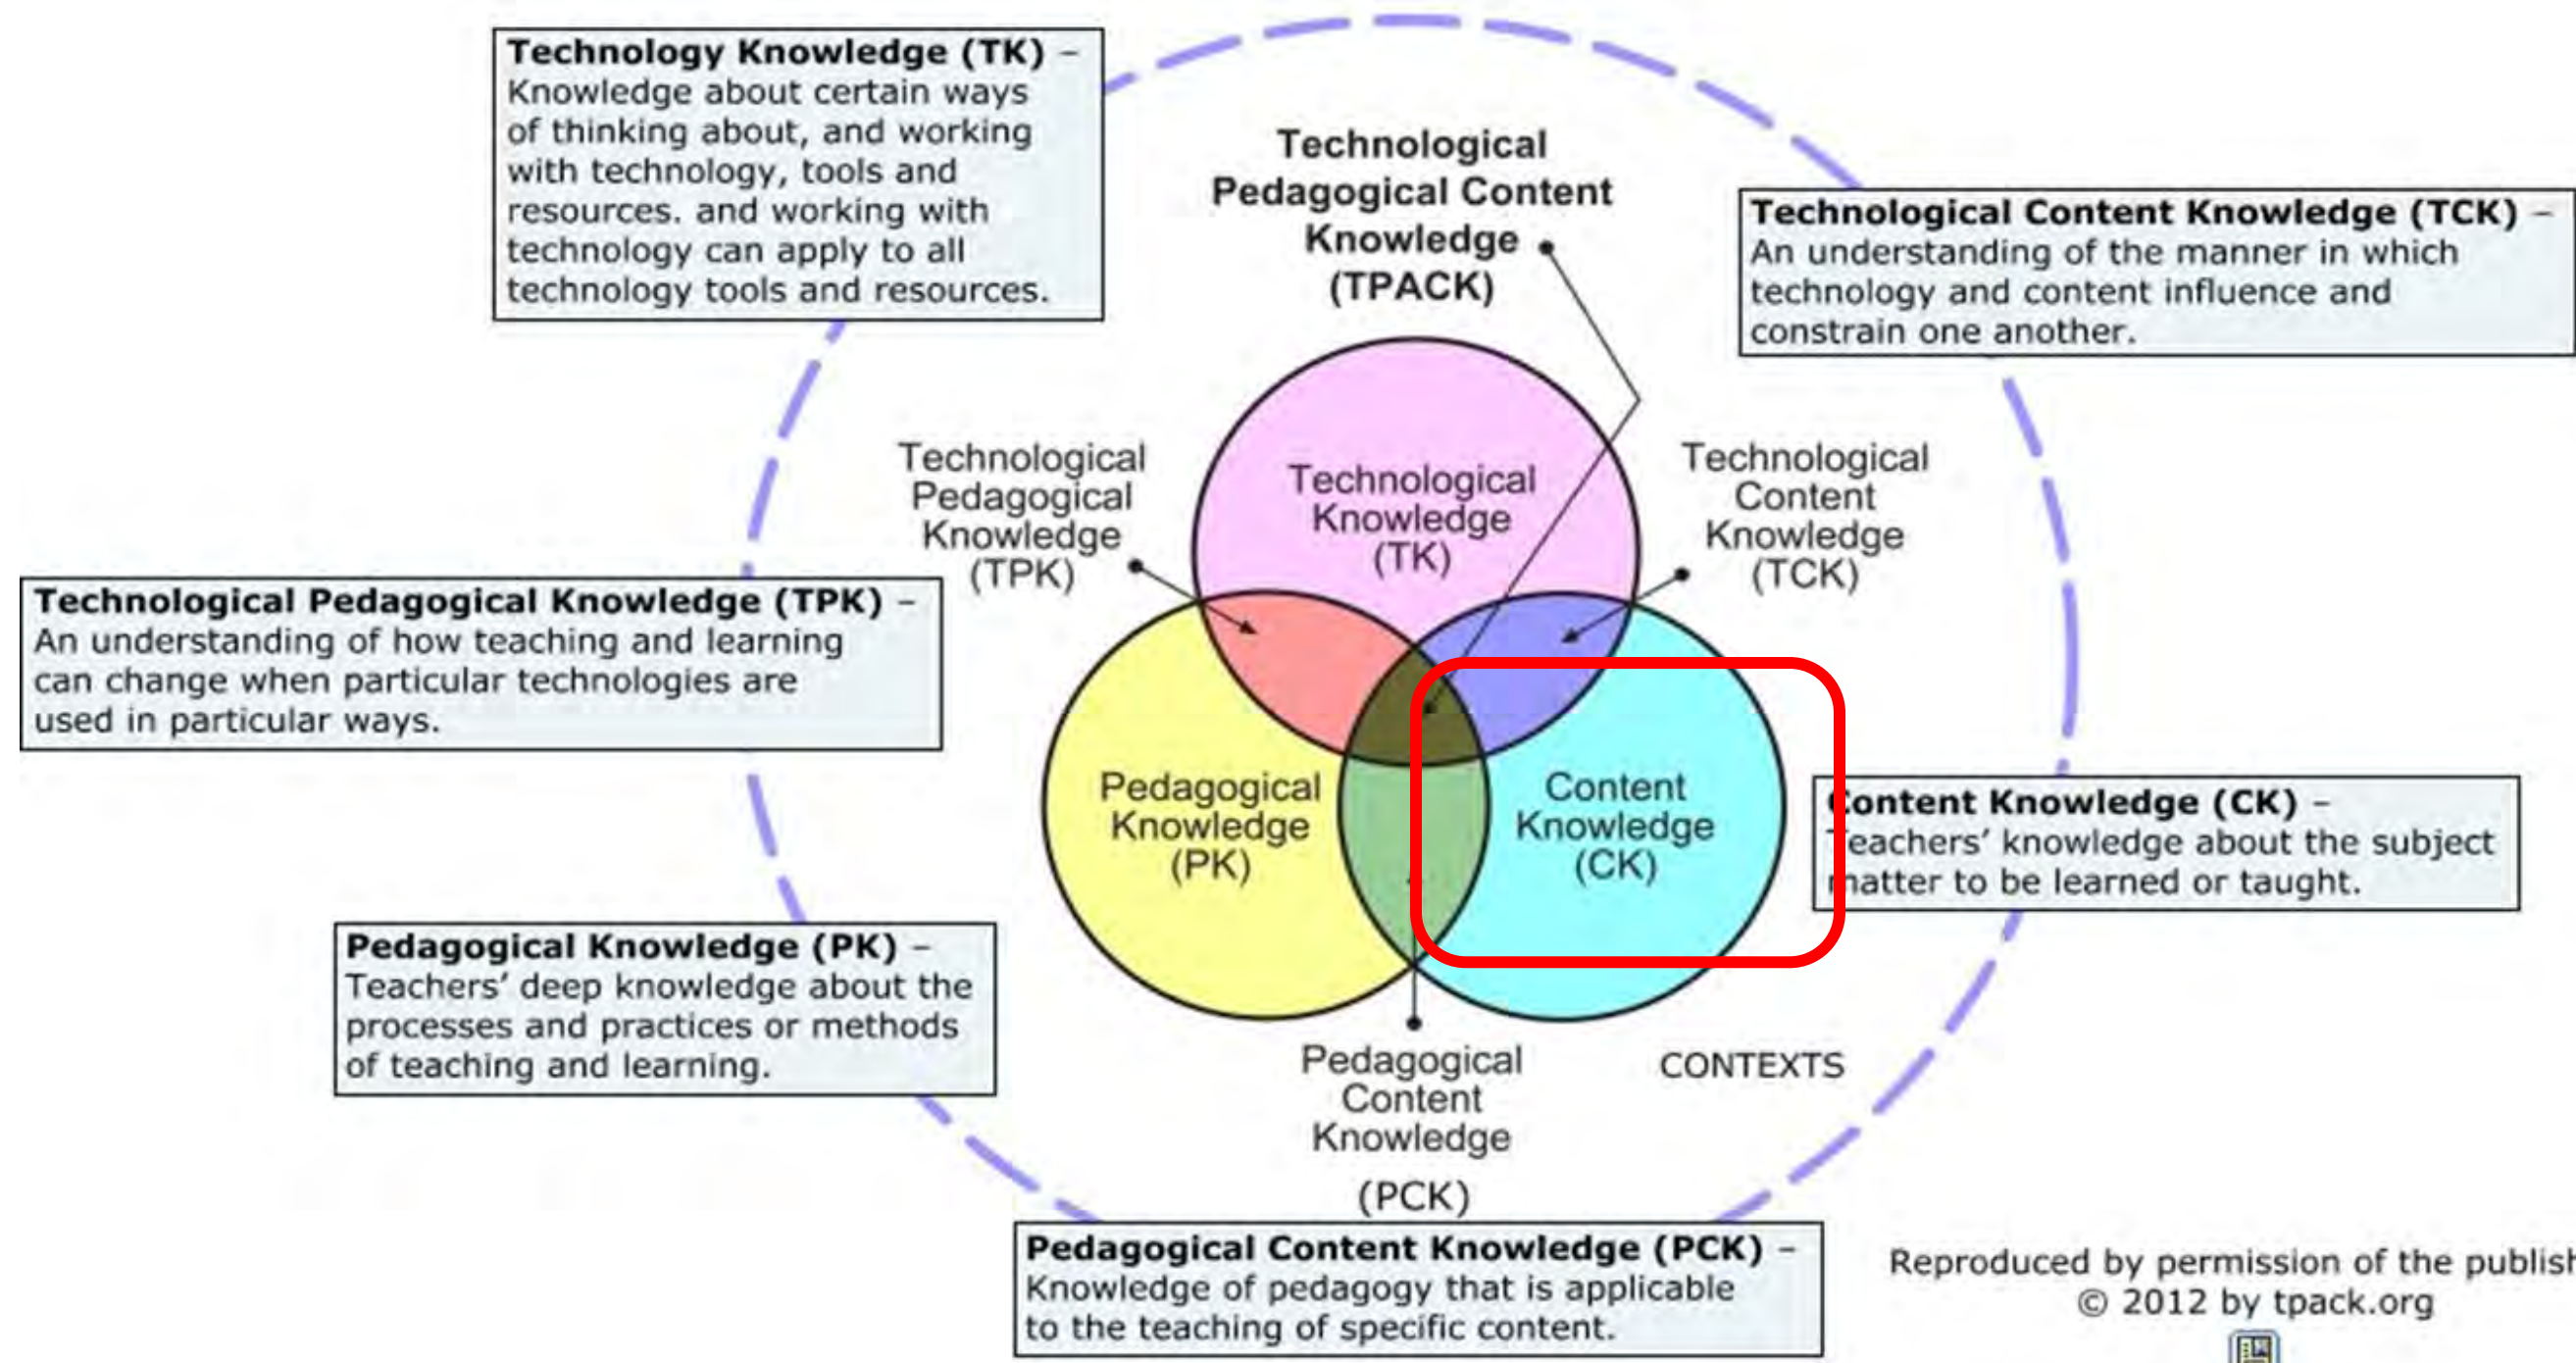 Technology Knowledge (TK) –
Knowledge about certain ways
of thinking about, and working
with technology, tools and
resources. and working with
technology can apply to all
technology tools and resources.
Technological
Pedagogical Content
Knowledge
(TPACK)
Technological Content Knowledge (TCK) –
An understanding of the manner in which
technology and content influence and
constrain one another.
Technological
Pedagogical
Knowledge
(TPK)
Technological
Knowledge
(TK)
Technological
Content
Knowledge
(TCK)
Technological Pedagogical Knowledge (TPK) –
An understanding of how teaching and learning
can change when particular technologies are
used in particular ways.
Pedagogical
Knowledge
(PK)
Content
Knowledge
(CK)
Content Knowledge (CK) –
Teachers’ knowledge about the subject
matter to be learned or taught.
Pedagogical Knowledge (PK) –
Teachers’ deep knowledge about the
processes and practices or methods
of teaching and learning.
Pedagogical
Content
Knowledge
(PCK)
CONTEXTS
Pedagogical Content Knowledge (PCK) –
Knowledge of pedagogy that is applicable
to the teaching of specific content.
Reproduced by permission of the publish
© 2012 by tpack.org